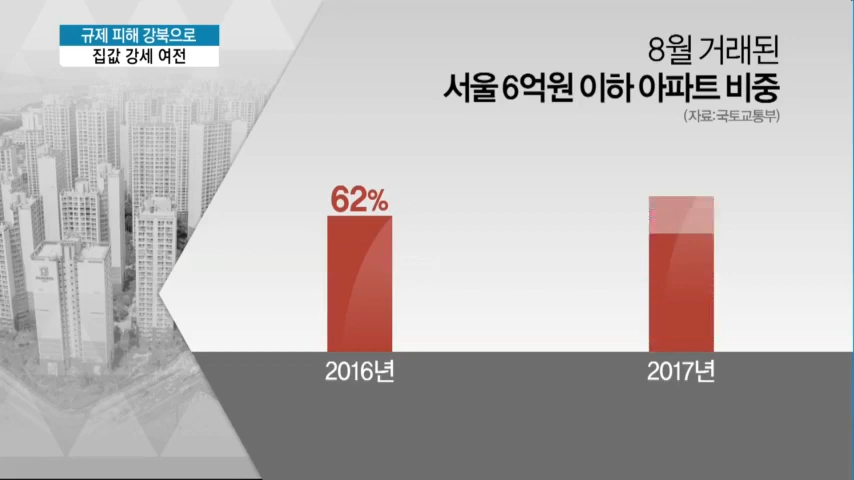 규제 피해 강북으로
집값 강세 여전
8월 거래된
서울 6억원 이하 아파트 비중
(자료:국토교통부)
62%
2016년
2017년